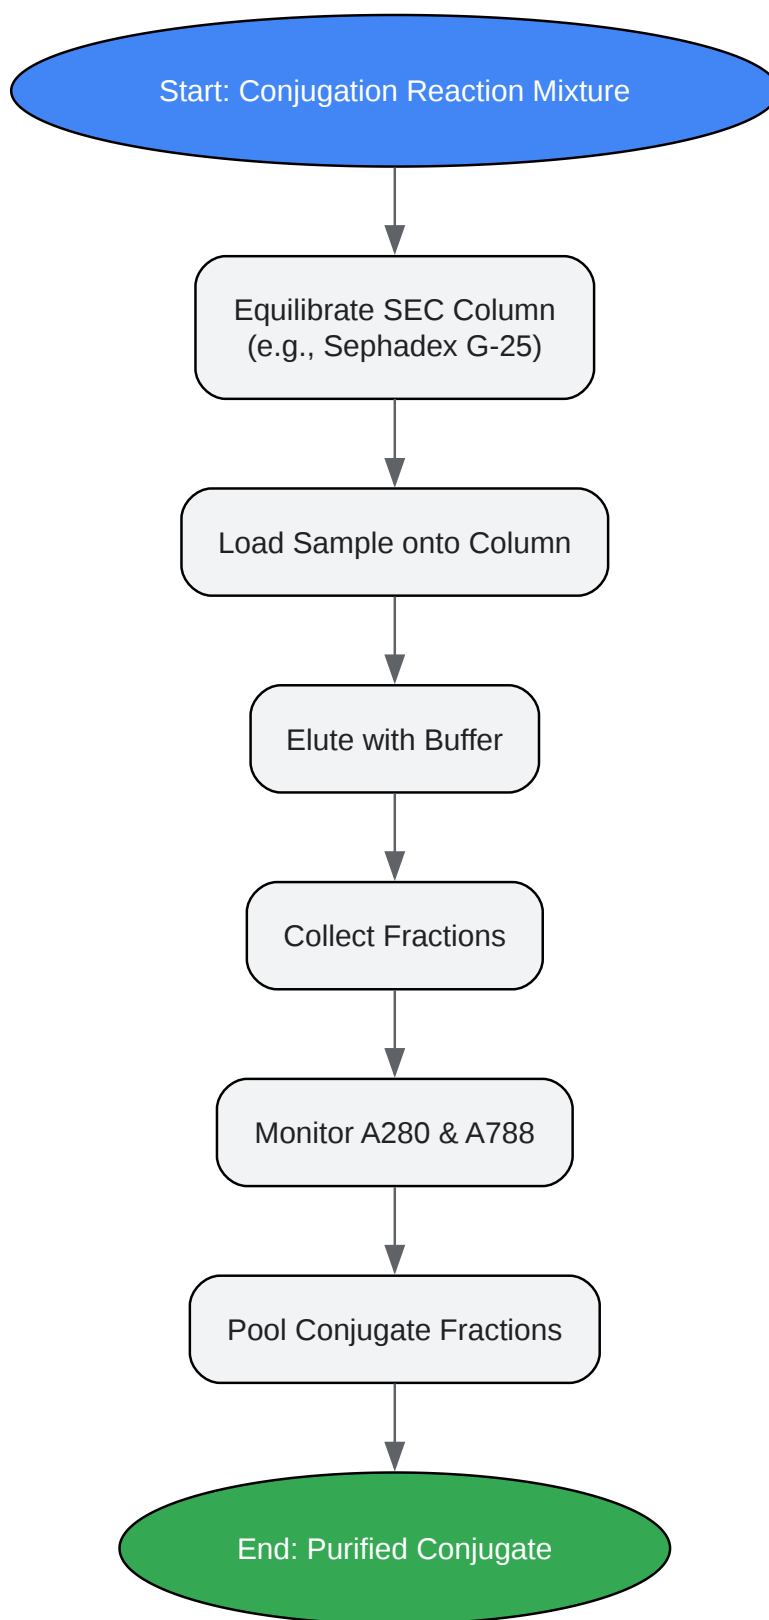 Start: Conjugation Reaction Mixture
Equilibrate SEC Column
(e.g., Sephadex G-25)
Load Sample onto Column
Elute with Buffer
Collect Fractions
Monitor A280 & A788
Pool Conjugate Fractions
End: Purified Conjugate